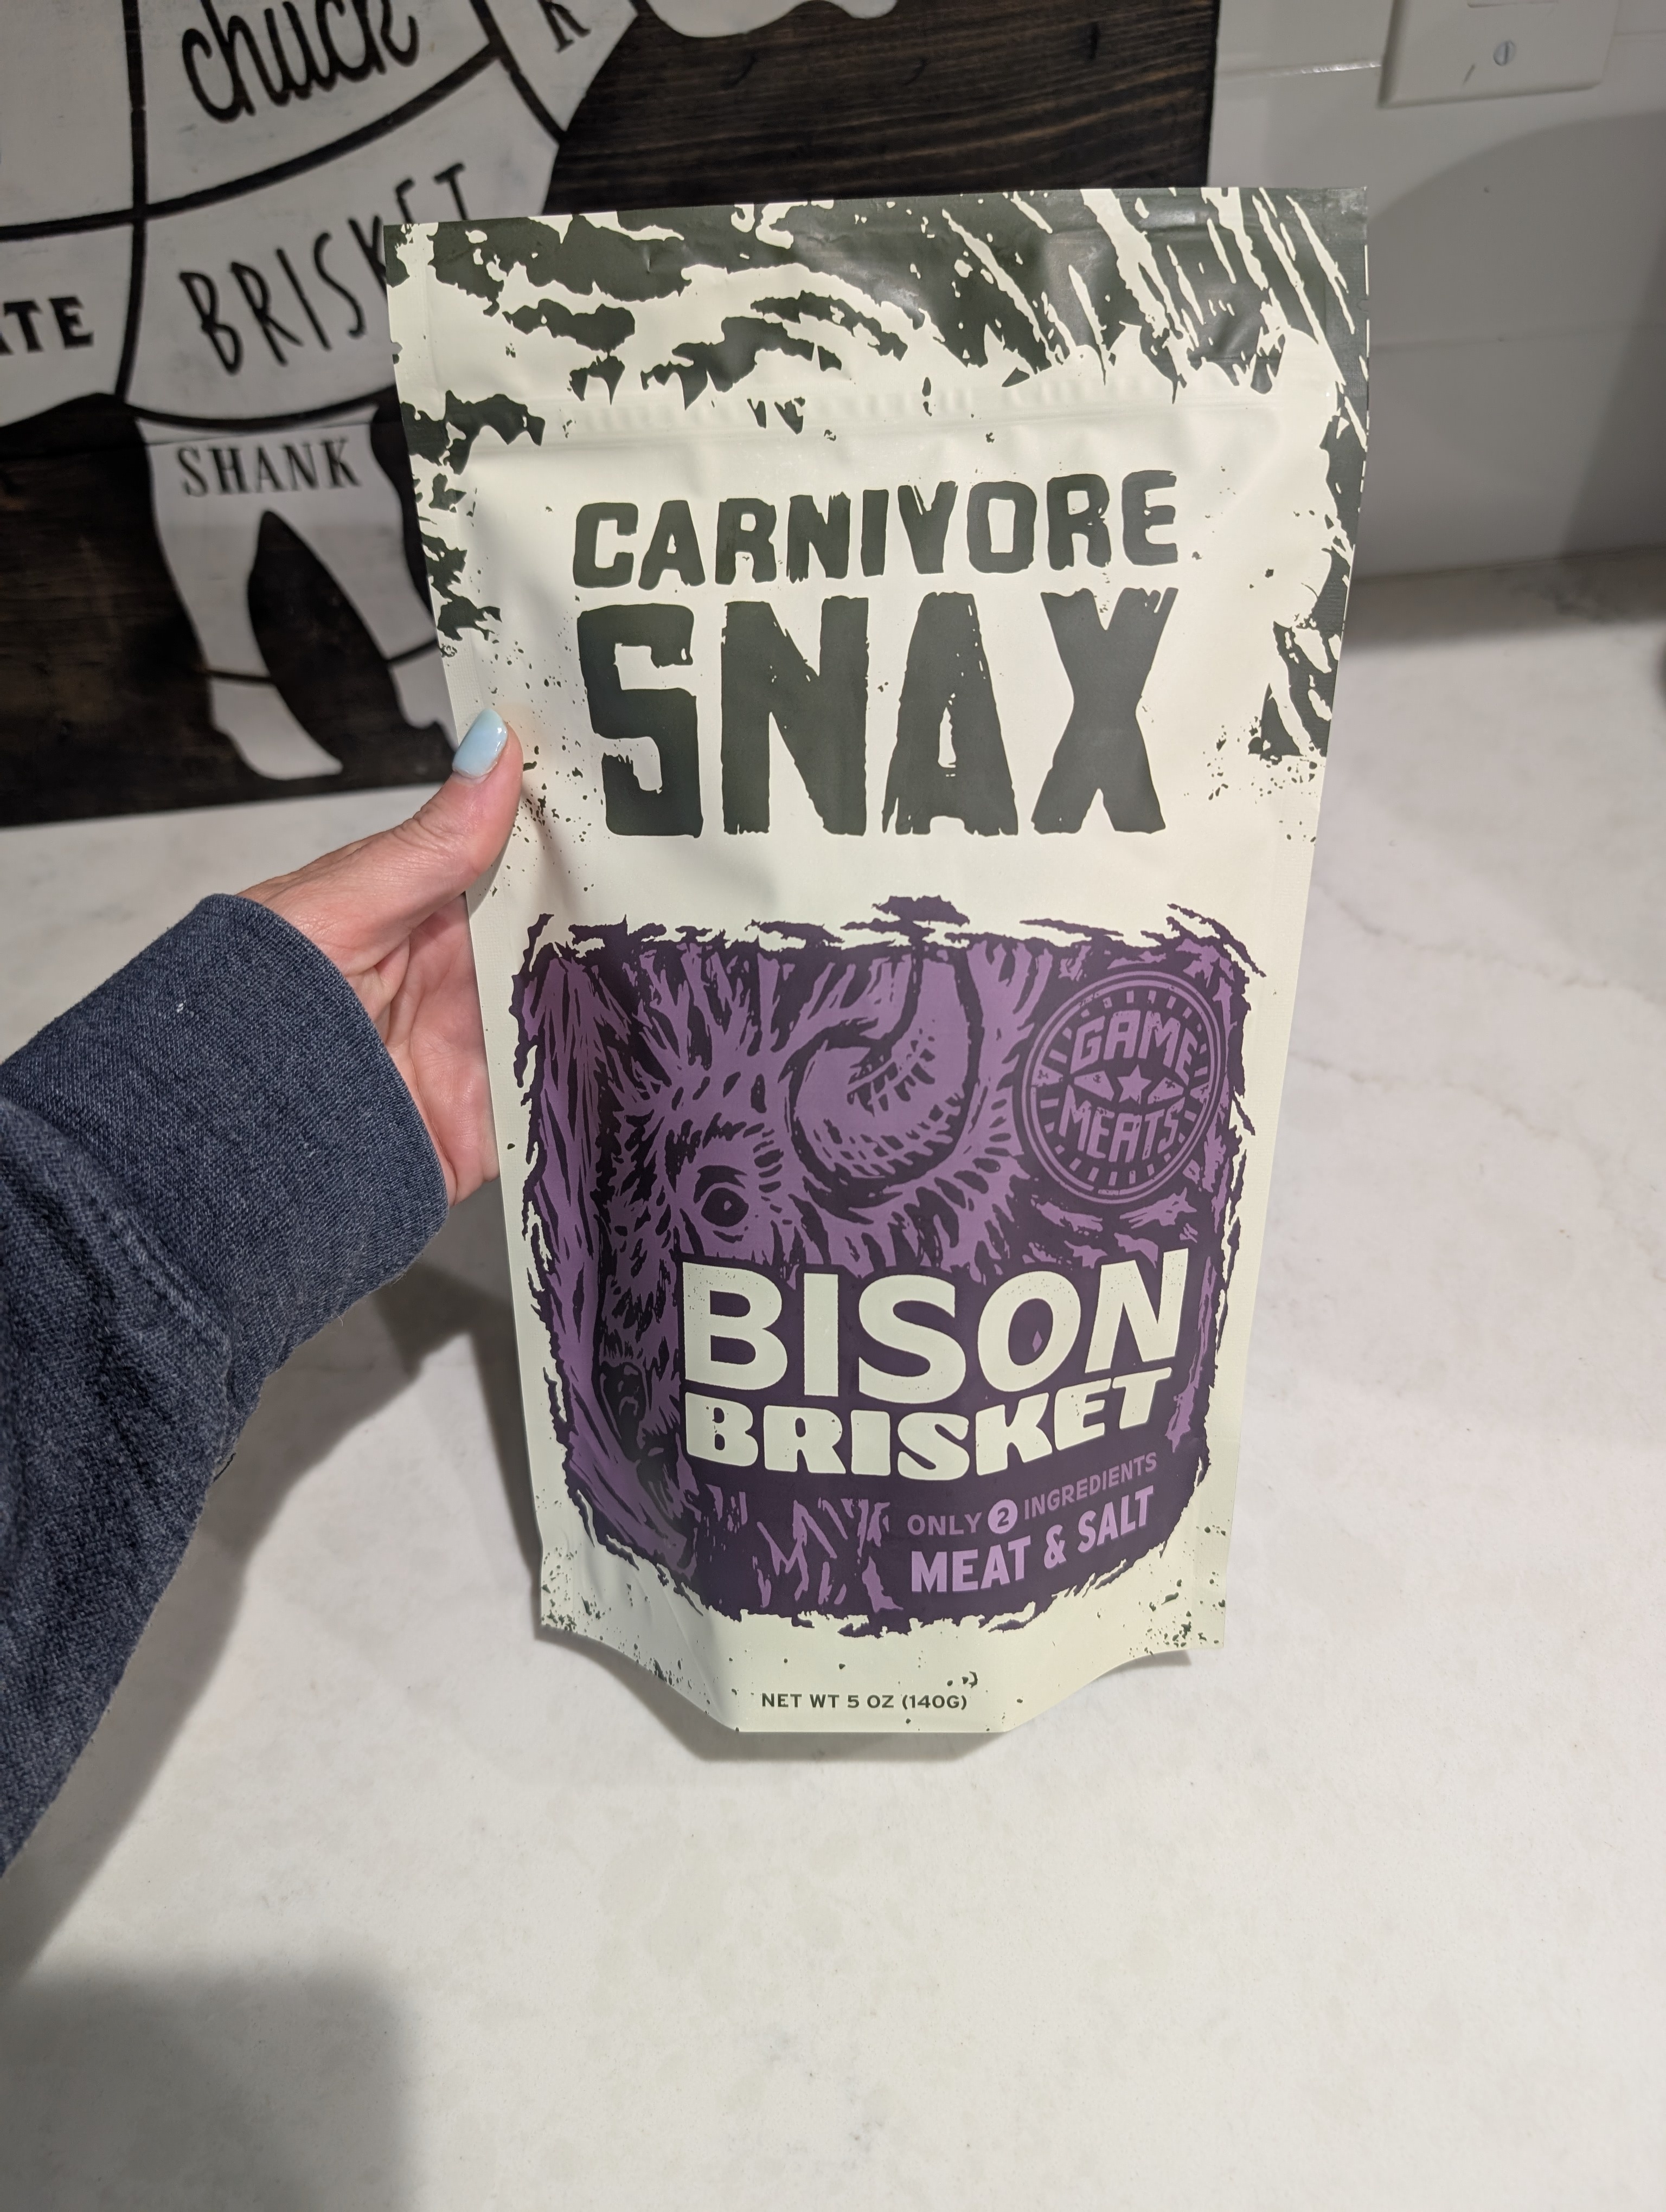 chuck
BRISKET
SHANK
CARNIVORE
SNAX
GAME
MEATS
BISON
BRISKET
ONLY 2 INGREDIENTS
MEAT & SALT
NET WT 5 OZ (140G)